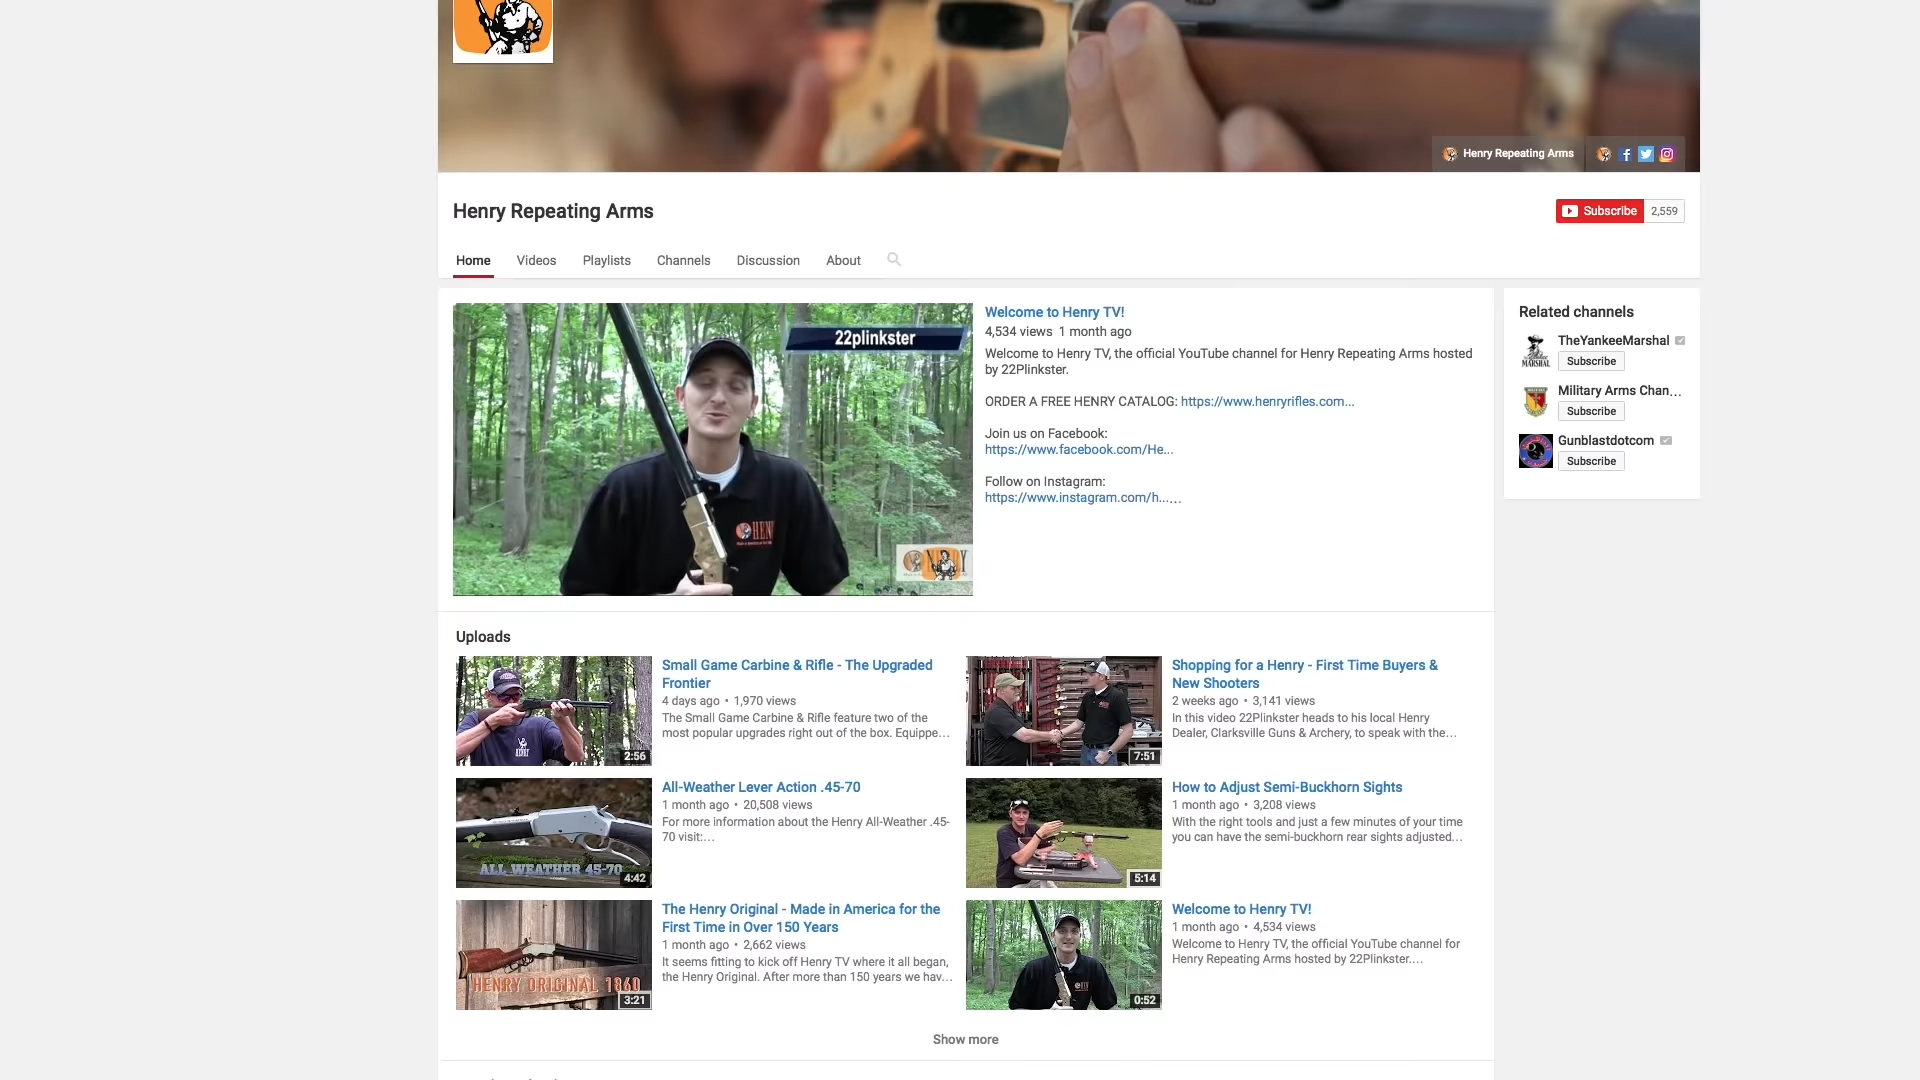 Henry Repeating Arms
Henry Repeating Arms
Subscribe 2,559
Home Videos Playlists Channels Discussion About
22plinkster
HENRY
Welcome to Henry TV!
4,534 views 1 month ago
Welcome to Henry TV, the official YouTube channel for Henry Repeating Arms hosted
by 22Plinkster.
ORDER A FREE HENRY CATALOG: https://www.henryrifles.com...
Join us on Facebook:
https://www.facebook.com/He...
Follow on Instagram:
https://www.instagram.com/h...…
Related channels
TheYankeeMarshal
Subscribe
Military Arms Chan…
Subscribe
Gunblastdotcom
Subscribe
Uploads
2:56
Small Game Carbine & Rifle - The Upgraded
Frontier
4 days ago • 1,970 views
The Small Game Carbine & Rifle feature two of the
most popular upgrades right out of the box. Equippe…
7:51
Shopping for a Henry - First Time Buyers &
New Shooters
2 weeks ago • 3,141 views
In this video 22Plinkster heads to his local Henry
Dealer, Clarksville Guns & Archery, to speak with the…
ALL WEATHER 45-70
4:42
All-Weather Lever Action .45-70
1 month ago • 20,508 views
For more information about the Henry All-Weather .45-
70 visit:…
5:14
How to Adjust Semi-Buckhorn Sights
1 month ago • 3,208 views
With the right tools and just a few minutes of your time
you can have the semi-buckhorn rear sights adjusted…
HENRY ORIGINAL 1860
3:21
The Henry Original - Made in America for the
First Time in Over 150 Years
1 month ago • 2,662 views
It seems fitting to kick off Henry TV where it all began,
the Henry Original. After more than 150 years we hav…
0:52
Welcome to Henry TV!
1 month ago • 4,534 views
Welcome to Henry TV, the official YouTube channel for
Henry Repeating Arms hosted by 22Plinkster.…
Show more